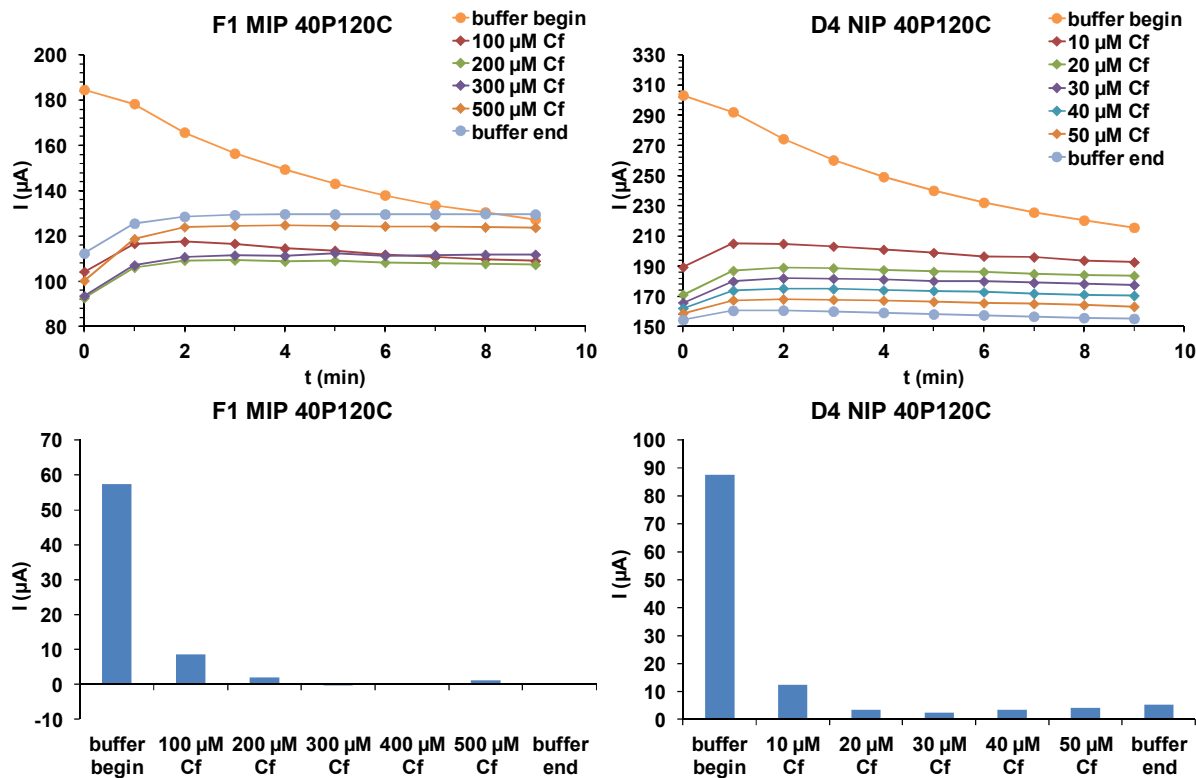 F1 MIP 40P120C
buffer begin
100 µM Cf
200 µM Cf
300 µM Cf
500 µM Cf
buffer end
200
180
160
140
120
100
80
I (µA)
0 2 4 6 8 10
t (min)
D4 NIP 40P120C
buffer begin
10 µM Cf
20 µM Cf
30 µM Cf
40 µM Cf
50 µM Cf
buffer end
330
310
290
270
250
230
210
190
170
150
I (µA)
0 2 4 6 8 10
t (min)
F1 MIP 40P120C
70
60
50
40
30
20
10
0
-10
I (µA)
buffer 100 µM 200 µM 300 µM 400 µM 500 µM buffer
begin Cf Cf Cf Cf Cf end
D4 NIP 40P120C
100
90
80
70
60
50
40
30
20
10
0
I (µA)
buffer 10 µM 20 µM 30 µM 40 µM 50 µM buffer
begin Cf Cf Cf Cf Cf end